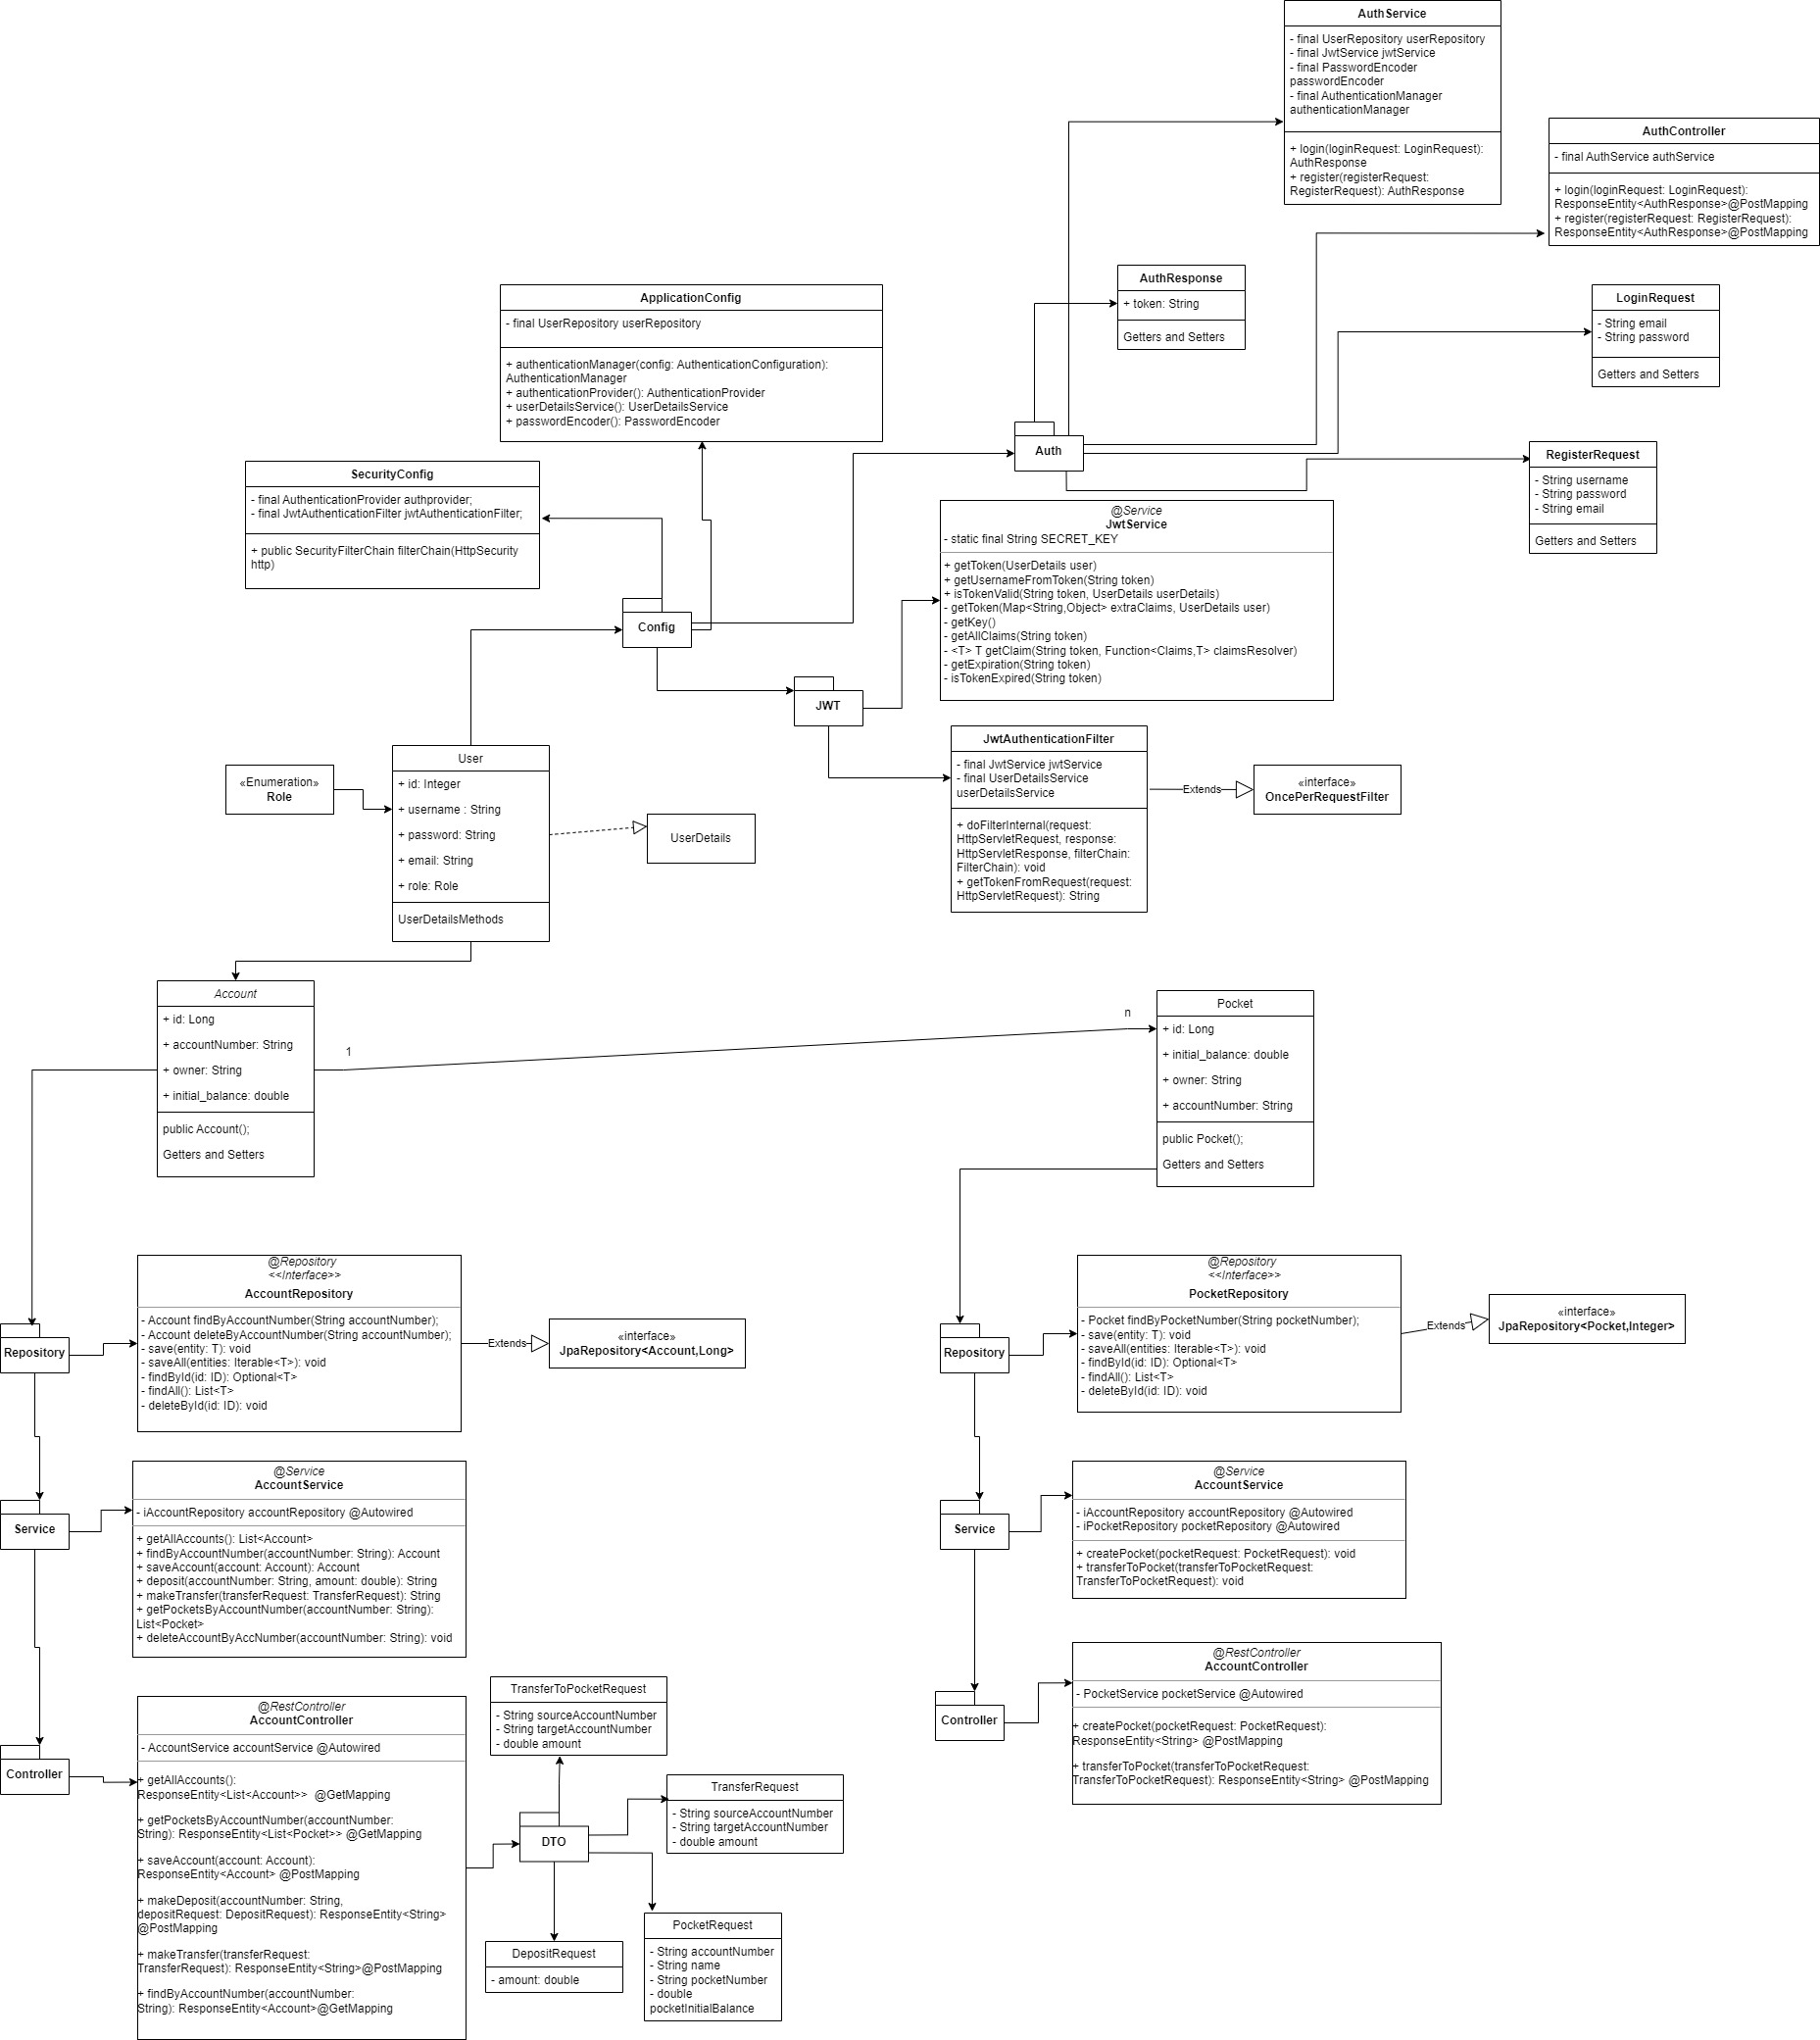 AuthService
- final UserRepository userRepository
- final JwtService jwtService
- final PasswordEncoder
passwordEncoder
- final AuthenticationManager
authenticationManager
+ login(loginRequest: LoginRequest):
AuthResponse
+ register(registerRequest:
RegisterRequest): AuthResponse
AuthController
- final AuthService authService
+ login(loginRequest: LoginRequest):
ResponseEntity<AuthResponse>@PostMapping
+ register(registerRequest: RegisterRequest):
ResponseEntity<AuthResponse>@PostMapping
AuthResponse
+ token: String
Getters and Setters
LoginRequest
- String email
- String password
Getters and Setters
ApplicationConfig
- final UserRepository userRepository
+ authenticationManager(config: AuthenticationConfiguration):
AuthenticationManager
+ authenticationProvider(): AuthenticationProvider
+ userDetailsService(): UserDetailsService
+ passwordEncoder(): PasswordEncoder
Auth
RegisterRequest
- String username
- String password
- String email
Getters and Setters
SecurityConfig
- final AuthenticationProvider authprovider;
- final JwtAuthenticationFilter jwtAuthenticationFilter;
+ public SecurityFilterChain filterChain(HttpSecurity
http)
@Service
JwtService
- static final String SECRET_KEY
+ getToken(UserDetails user)
+ getUsernameFromToken(String token)
+ isTokenValid(String token, UserDetails userDetails)
- getToken(Map<String,Object> extraClaims, UserDetails user)
- getKey()
- getAllClaims(String token)
- <T> T getClaim(String token, Function<Claims,T> claimsResolver)
- getExpiration(String token)
- isTokenExpired(String token)
Config
JWT
JwtAuthenticationFilter
- final JwtService jwtService
- final UserDetailsService
userDetailsService
+ doFilterInternal(request:
HttpServletRequest, response:
HttpServletResponse, filterChain:
FilterChain): void
+ getTokenFromRequest(request:
HttpServletRequest): String
Extends
«interface»
OncePerRequestFilter
«Enumeration»
Role
User
+ id: Integer
+ username : String
+ password: String
+ email: String
+ role: Role
UserDetailsMethods
UserDetails
Account
+ id: Long
+ accountNumber: String
+ owner: String
+ initial_balance: double
public Account();
Getters and Setters
1
n
Pocket
+ id: Long
+ initial_balance: double
+ owner: String
+ accountNumber: String
public Pocket();
Getters and Setters
Repository
@Repository
<<Interface>>
AccountRepository
- Account findByAccountNumber(String accountNumber);
- Account deleteByAccountNumber(String accountNumber);
- save(entity: T): void
- saveAll(entities: Iterable<T>): void
- findById(id: ID): Optional<T>
- findAll(): List<T>
- deleteById(id: ID): void
Extends
«interface»
JpaRepository<Account,Long>
Repository
@Repository
<<Interface>>
PocketRepository
- Pocket findByPocketNumber(String pocketNumber);
- save(entity: T): void
- saveAll(entities: Iterable<T>): void
- findById(id: ID): Optional<T>
- findAll(): List<T>
- deleteById(id: ID): void
Extends
«interface»
JpaRepository<Pocket,Integer>
Service
@Service
AccountService
- iAccountRepository accountRepository @Autowired
+ getAllAccounts(): List<Account>
+ findByAccountNumber(accountNumber: String): Account
+ saveAccount(account: Account): Account
+ deposit(accountNumber: String, amount: double): String
+ makeTransfer(transferRequest: TransferRequest): String
+ getPocketsByAccountNumber(accountNumber: String):
List<Pocket>
+ deleteAccountByAccNumber(accountNumber: String): void
Service
@Service
AccountService
- iAccountRepository accountRepository @Autowired
- iPocketRepository pocketRepository @Autowired
+ createPocket(pocketRequest: PocketRequest): void
+ transferToPocket(transferToPocketRequest:
TransferToPocketRequest): void
Controller
@RestController
AccountController
- AccountService accountService @Autowired
+ getAllAccounts():
ResponseEntity<List<Account>> @GetMapping
+ getPocketsByAccountNumber(accountNumber:
String): ResponseEntity<List<Pocket>> @GetMapping
+ saveAccount(account: Account):
ResponseEntity<Account> @PostMapping
+ makeDeposit(accountNumber: String,
depositRequest: DepositRequest): ResponseEntity<String>
@PostMapping
+ makeTransfer(transferRequest:
TransferRequest): ResponseEntity<String>@PostMapping
+ findByAccountNumber(accountNumber:
String): ResponseEntity<Account>@GetMapping
TransferToPocketRequest
- String sourceAccountNumber
- String targetAccountNumber
- double amount
DTO
TransferRequest
- String sourceAccountNumber
- String targetAccountNumber
- double amount
DepositRequest
- amount: double
PocketRequest
- String accountNumber
- String name
- String pocketNumber
- double
pocketInitialBalance
Controller
@RestController
AccountController
- PocketService pocketService @Autowired
+ createPocket(pocketRequest: PocketRequest):
ResponseEntity<String> @PostMapping
+ transferToPocket(transferToPocketRequest:
TransferToPocketRequest): ResponseEntity<String> @PostMapping